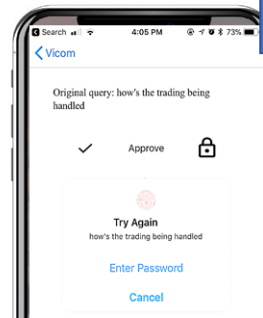 Search 4:05 PM 73%
Vicom
Original query: how's the trading being
handled
Approve
Try Again
how's the trading being handled
Enter Password
Cancel